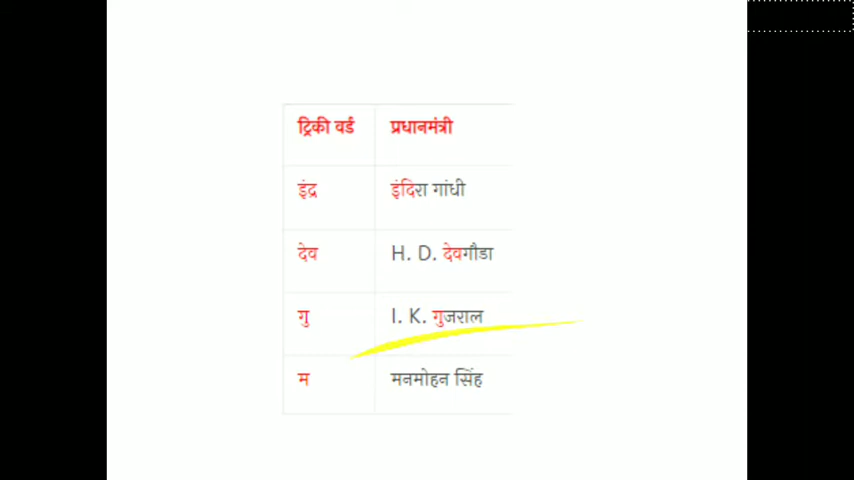 ट्रिकी वर्ड प्रधानमंत्री
इंद्र इंदिरा गांधी
देव H. D. देवगौडा
गु I. K. गुजराल
म मनमोहन सिंह